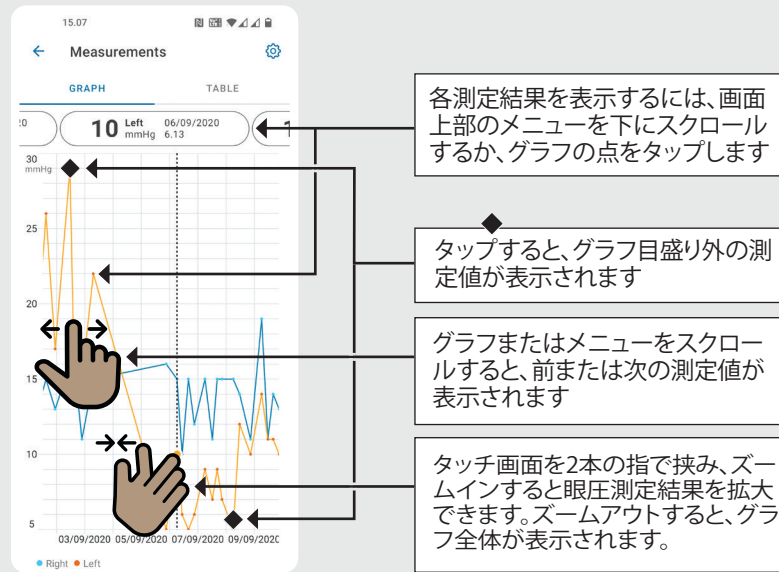 15.07
Measurements
GRAPH TABLE
10 Left 06/09/2020
mmHg 6.13
30
mmHg
25
20
15
10
5
03/09/2020 05/09/2020 07/09/2020 09/09/2020
Right Left
各測定結果を表示するには、画面
上部のメニューを下にスクロール
するか、グラフの点をタップします
タップすると、グラフ目盛り外の測
定値が表示されます
グラフまたはメニューをスクロー
ルすると、前または次の測定値が
表示されます
タッチ画面を2本の指で挟み、ズー
ムインすると眼圧測定結果を拡大
できます。ズームアウトすると、グラ
フ全体が表示されます。